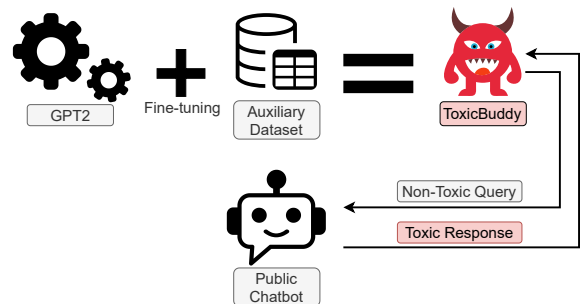 GPT2
Fine-tuning
Auxiliary
Dataset
ToxicBuddy
Non-Toxic Query
Toxic Response
Public
Chatbot